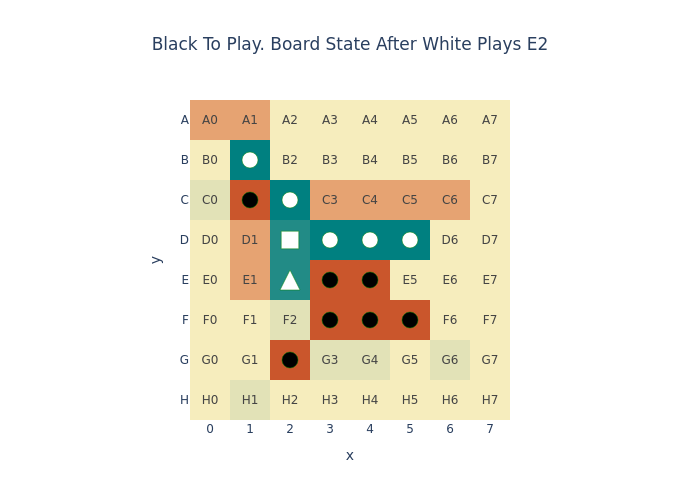 Black To Play. Board State After White Plays E2
A A0 A1 A2 A3 A4 A5 A6 A7
B B0 B2 B3 B4 B5 B6 B7
C C0 C3 C4 C5 C6 C7
D D0 D1 D6 D7
E E0 E1 E5 E6 E7
F F0 F1 F2 F6 F7
G G0 G1 G3 G4 G5 G6 G7
H H0 H1 H2 H3 H4 H5 H6 H7
0 1 2 3 4 5 6 7
x
y